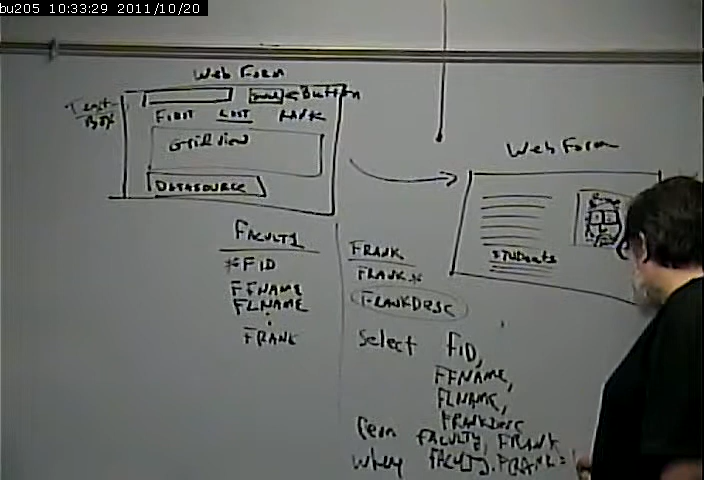 bu205 10:33:29 2011/10/20
Web Form
Text Box
Button
FIRST LAST RANK
Gridview
DATASOURCE
Web Form
STUDENTS
FACULTY
*FID
FFNAME
FLNAME
FRANK
FRANK
FRANK*
FRANKDESC
Select FID,
FFNAME,
FLNAME,
FRANKDESC
From FACULTY, FRANK
Where FACULTY.FRANK=